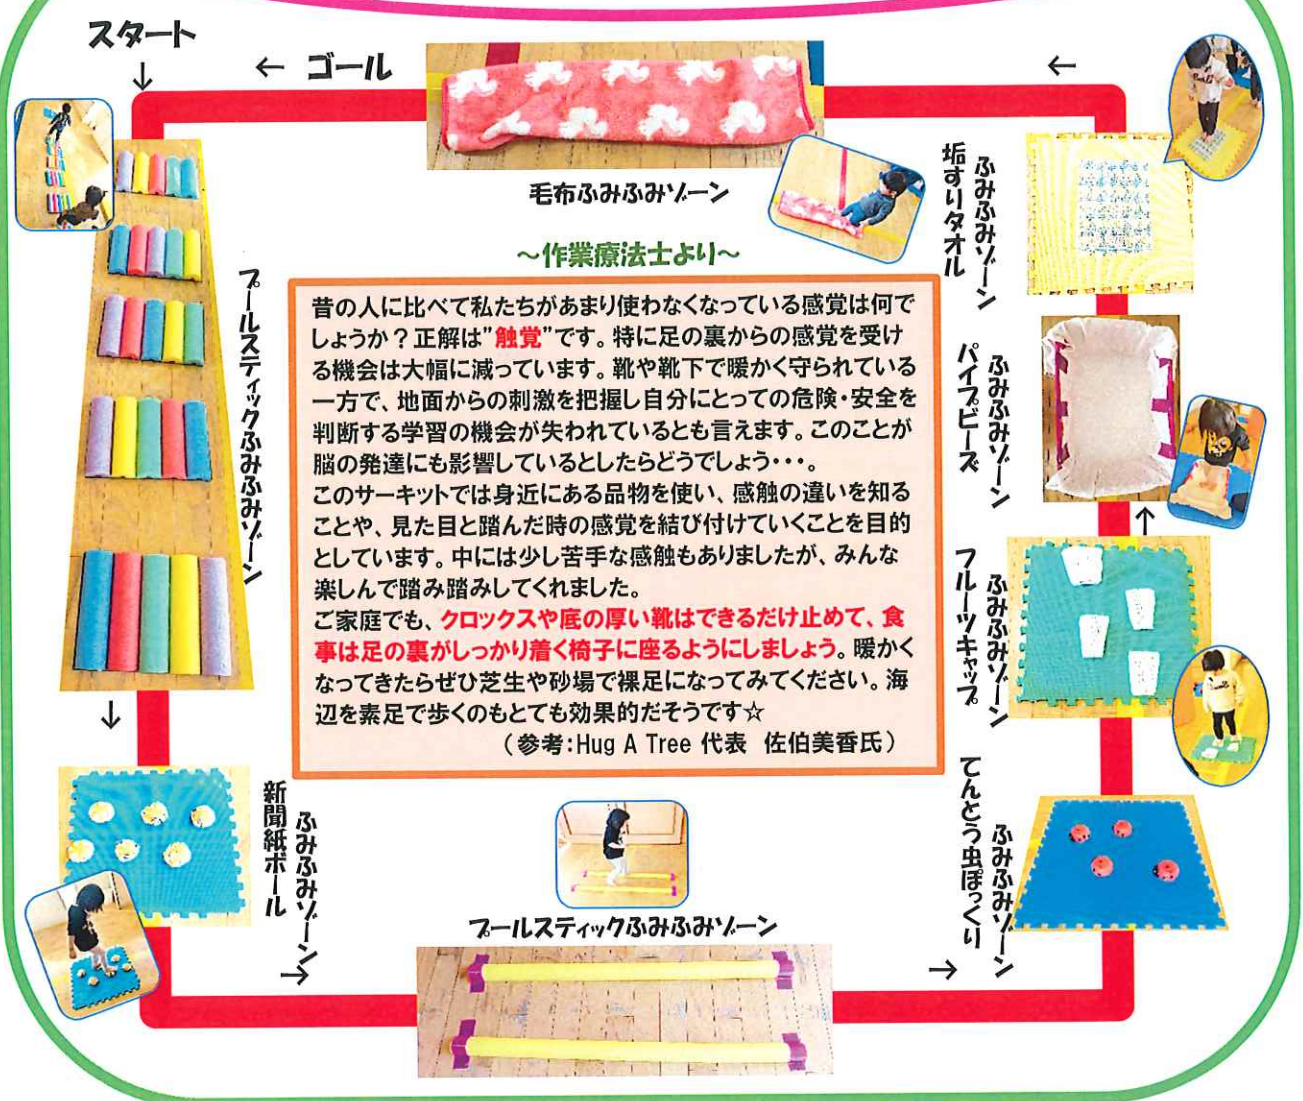 スタート
↓
← ゴール
←
毛布ふみふみゾーン
垢すりタオル
ふみふみゾーン
～作業療法士より～
プールスティックふみふみゾーン
昔の人に比べて私たちがあまり使わなくなっている感覚は何で
しょうか？正解は”触覚”です。特に足の裏からの感覚を受け
る機会は大幅に減っています。靴や靴下で暖かく守られている
一方で、地面からの刺激を把握し自分にとっての危険・安全を
判断する学習の機会が失われているとも言えます。このことが
脳の発達にも影響しているとしたらどうでしょう・・・。
このサーキットでは身近にある品物を使い、感触の違いを知る
ことや、見た目と踏んだ時の感覚を結び付けていくことを目的
としています。中には少し苦手な感触もありましたが、みんな
楽しんで踏み踏みしてくれました。
ご家庭でも、クロックスや底の厚い靴はできるだけ止めて、食
事は足の裏がしっかり着く椅子に座るようにしましょう。暖かく
なってきたらぜひ芝生や砂場で裸足になってみてください。海
辺を素足で歩くのもとても効果的だそうです☆
（参考：Hug A Tree 代表 佐伯美香氏）
パイプビーズ
ふみふみゾーン
↑
フルーツキャップ
ふみふみゾーン
↓
新聞紙ボール
ふみふみゾーン
→
プールスティックふみふみゾーン
てんとう虫ぽっくり
ふみふみゾーン
→